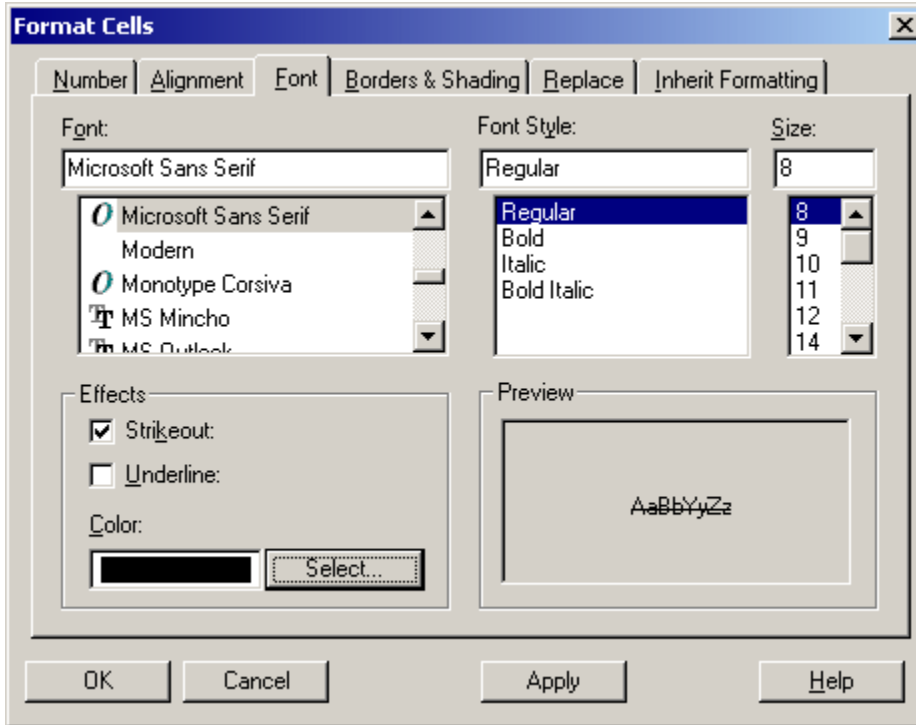 Format Cells
Number Alignment Font Borders & Shading Replace Inherit Formatting
Font: Font Style: Size:
Microsoft Sans Serif Regular 8
Microsoft Sans Serif Regular 8
Modern Bold 9
Monotype Corsiva Italic 10
MS Mincho Bold Italic 11
MS Outlook 12
14
Effects Preview
Strikeout:
Underline:
AaBbYyZz
Color:
Select...
OK Cancel Apply Help